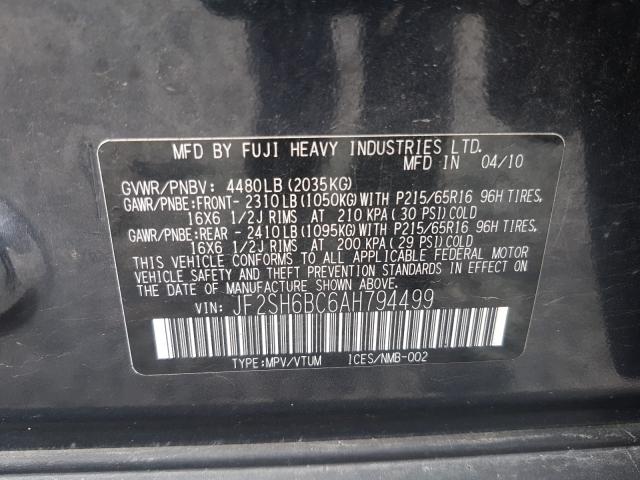 MFD BY FUJI HEAVY INDUSTRIES LTD.
MFD IN 04/10
GVWR/PNBV: 4480LB(2035KG)
GAWR/PNBE:FRONT- 2310LB(1050KG)WITH P215/65R16 96H TIRES,
16X6 1/2J RIMS AT 210 KPA(30 PSI)COLD
GAWR/PNBE:REAR - 2410LB(1095KG)WITH P215/65R16 96H TIRES,
16X6 1/2J RIMS AT 200 KPA(29 PSI)COLD
THIS VEHICLE CONFORMS TO ALL APPLICABLE FEDERAL MOTOR
VEHICLE SAFETY AND THEFT PREVENTION STANDARDS IN EFFECT
ON THE DATE OF MANUFACTURE SHOWN ABOVE.
VIN: JF2SH6BC6AH794499
TYPE:MPV/VTUM ICES/NMB-002